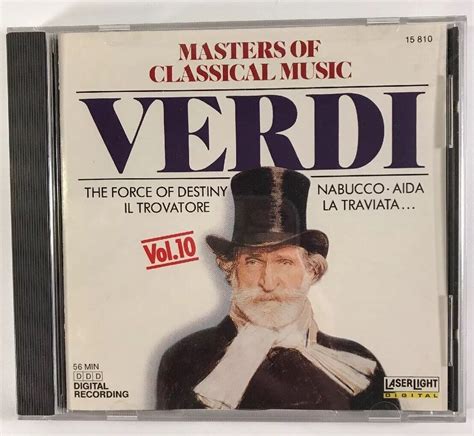 15 810
MASTERS OF
CLASSICAL MUSIC
VERDI
THE FORCE OF DESTINY
IL TROVATORE
NABUCCO · AIDA
LA TRAVIATA...
Vol.10
56 MIN
D D D
DIGITAL
RECORDING
LASERLIGHT
DIGITAL